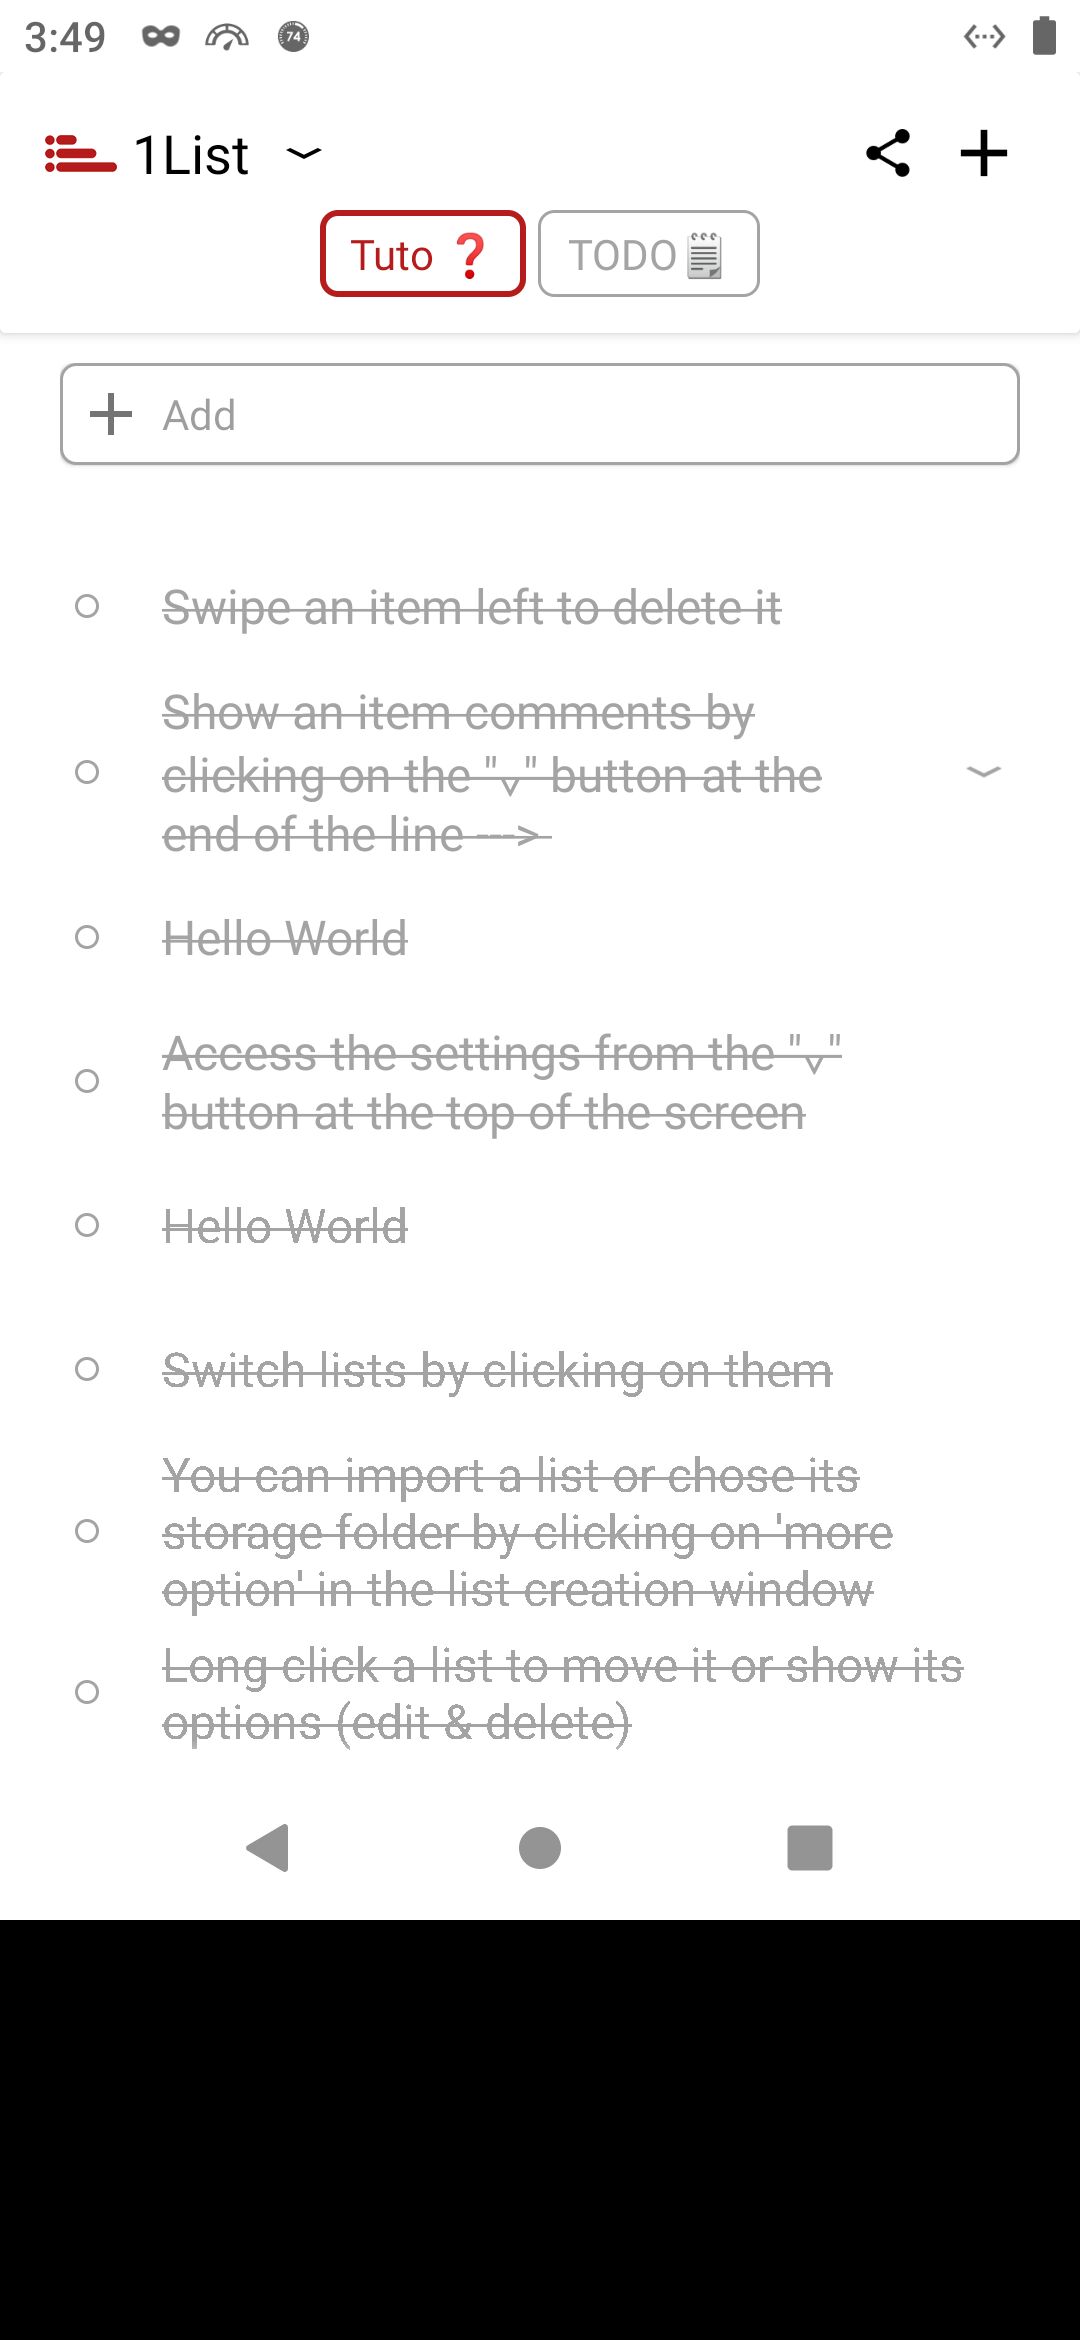 3:49
74
1List
Tuto ❓
TODO🗒
Add
Swipe an item left to delete it
Show an item comments by
clicking on the "⌄" button at the
end of the line --->
Hello World
Access the settings from the "⌄"
button at the top of the screen
Hello World
Switch lists by clicking on them
You can import a list or chose its
storage folder by clicking on 'more
option' in the list creation window
Long click a list to move it or show its
options (edit & delete)